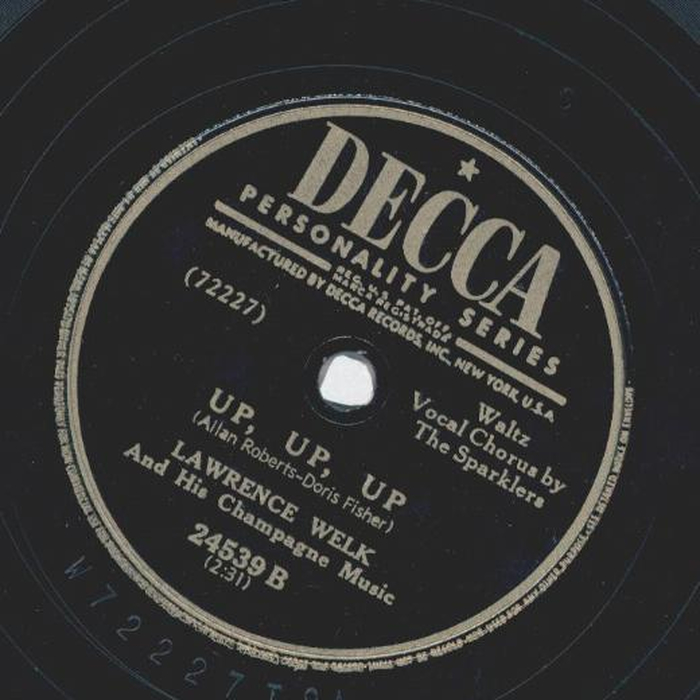 DECCA
PERSONALITY SERIES
REG. U.S. PAT. OFF.
MARCA REGISTRADA
MANUFACTURED BY DECCA RECORDS, INC., NEW YORK U.S.A.
(72227)
Waltz
Vocal Chorus by
The Sparklers
UP, UP, UP
(Allan Roberts-Doris Fisher)
LAWRENCE WELK
And His Champagne Music
24539 B
(2:31)
W72227